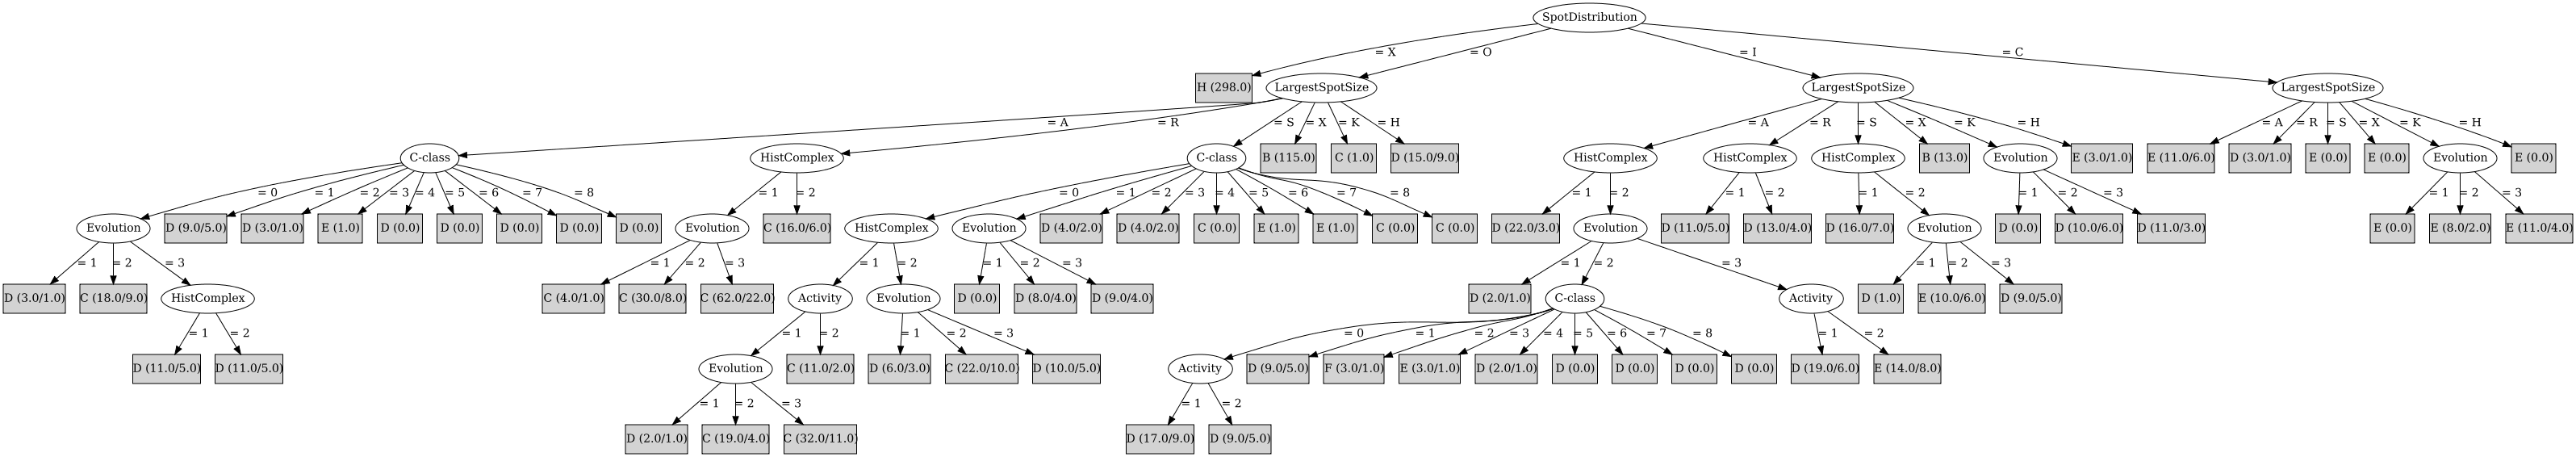 SpotDistribution
= X = O = I = C
H (298.0) LargestSpotSize LargestSpotSize LargestSpotSize
= A = R = S = X = K = H = A = R = S = X = K = H = A = R = S = X = K = H
C-class HistComplex C-class B (115.0) C (1.0) D (15.0/9.0) HistComplex HistComplex HistComplex B (13.0) Evolution E (3.0/1.0) E (11.0/6.0) D (3.0/1.0) E (0.0) E (0.0) Evolution E (0.0)
= 0 = 1 = 2 = 3 = 4 = 5 = 6 = 7 = 8 = 1 = 2 = 0 = 1 = 2 = 3 = 4 = 5 = 6 = 7 = 8 = 1 = 2 = 1 = 2 = 1 = 2 = 1 = 2 = 3 = 1 = 2 = 3
Evolution D (9.0/5.0) D (3.0/1.0) E (1.0) D (0.0) D (0.0) D (0.0) D (0.0) D (0.0) Evolution C (16.0/6.0) HistComplex Evolution D (4.0/2.0) D (4.0/2.0) C (0.0) E (1.0) E (1.0) C (0.0) C (0.0) D (22.0/3.0) Evolution D (11.0/5.0) D (13.0/4.0) D (16.0/7.0) Evolution D (0.0) D (10.0/6.0) D (11.0/3.0) E (0.0) E (8.0/2.0) E (11.0/4.0)
= 1 = 2 = 3 = 1 = 2 = 3 = 1 = 2 = 1 = 2 = 3 = 1 = 2 = 3 = 1 = 2 = 3
D (3.0/1.0) C (18.0/9.0) HistComplex C (4.0/1.0) C (30.0/8.0) C (62.0/22.0) Activity Evolution D (0.0) D (8.0/4.0) D (9.0/4.0) D (2.0/1.0) C-class Activity D (1.0) E (10.0/6.0) D (9.0/5.0)
= 1 = 2 = 1 = 2 = 1 = 2 = 3 = 0 = 1 = 2 = 3 = 4 = 5 = 6 = 7 = 8 = 1 = 2
D (11.0/5.0) D (11.0/5.0) Evolution C (11.0/2.0) D (6.0/3.0) C (22.0/10.0) D (10.0/5.0) Activity D (9.0/5.0) F (3.0/1.0) E (3.0/1.0) D (2.0/1.0) D (0.0) D (0.0) D (0.0) D (0.0) D (19.0/6.0) E (14.0/8.0)
= 1 = 2 = 3 = 1 = 2
D (2.0/1.0) C (19.0/4.0) C (32.0/11.0) D (17.0/9.0) D (9.0/5.0)